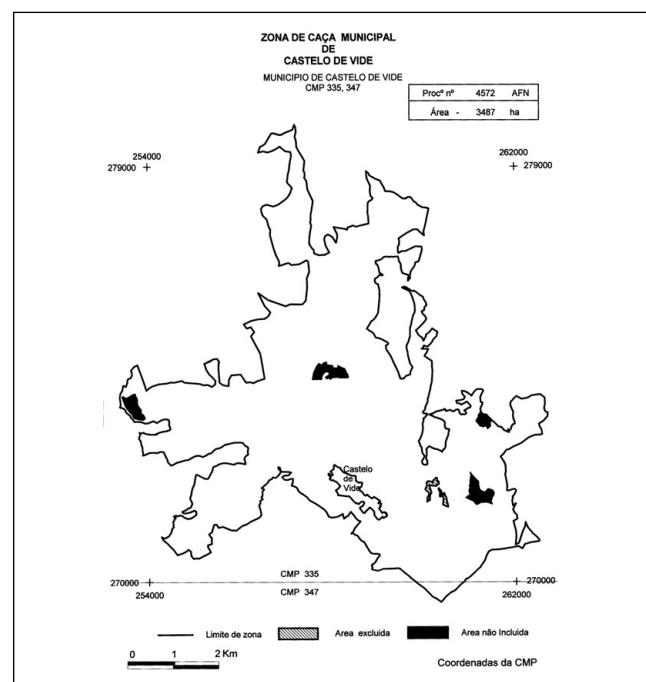 ZONA DE CAÇA MUNICIPAL
DE
CASTELO DE VIDE
MUNICIPIO DE CASTELO DE VIDE
CMP 335, 347
Procº nº 4572 AFN
Área - 3487 ha
254000
279000
262000
279000
Castelo
de
Vide
CMP 335
270000
270000
CMP 347
254000
262000
Limite de zona
Area excluida
Area não Incluida
0 1 2 Km
Coordenadas da CMP